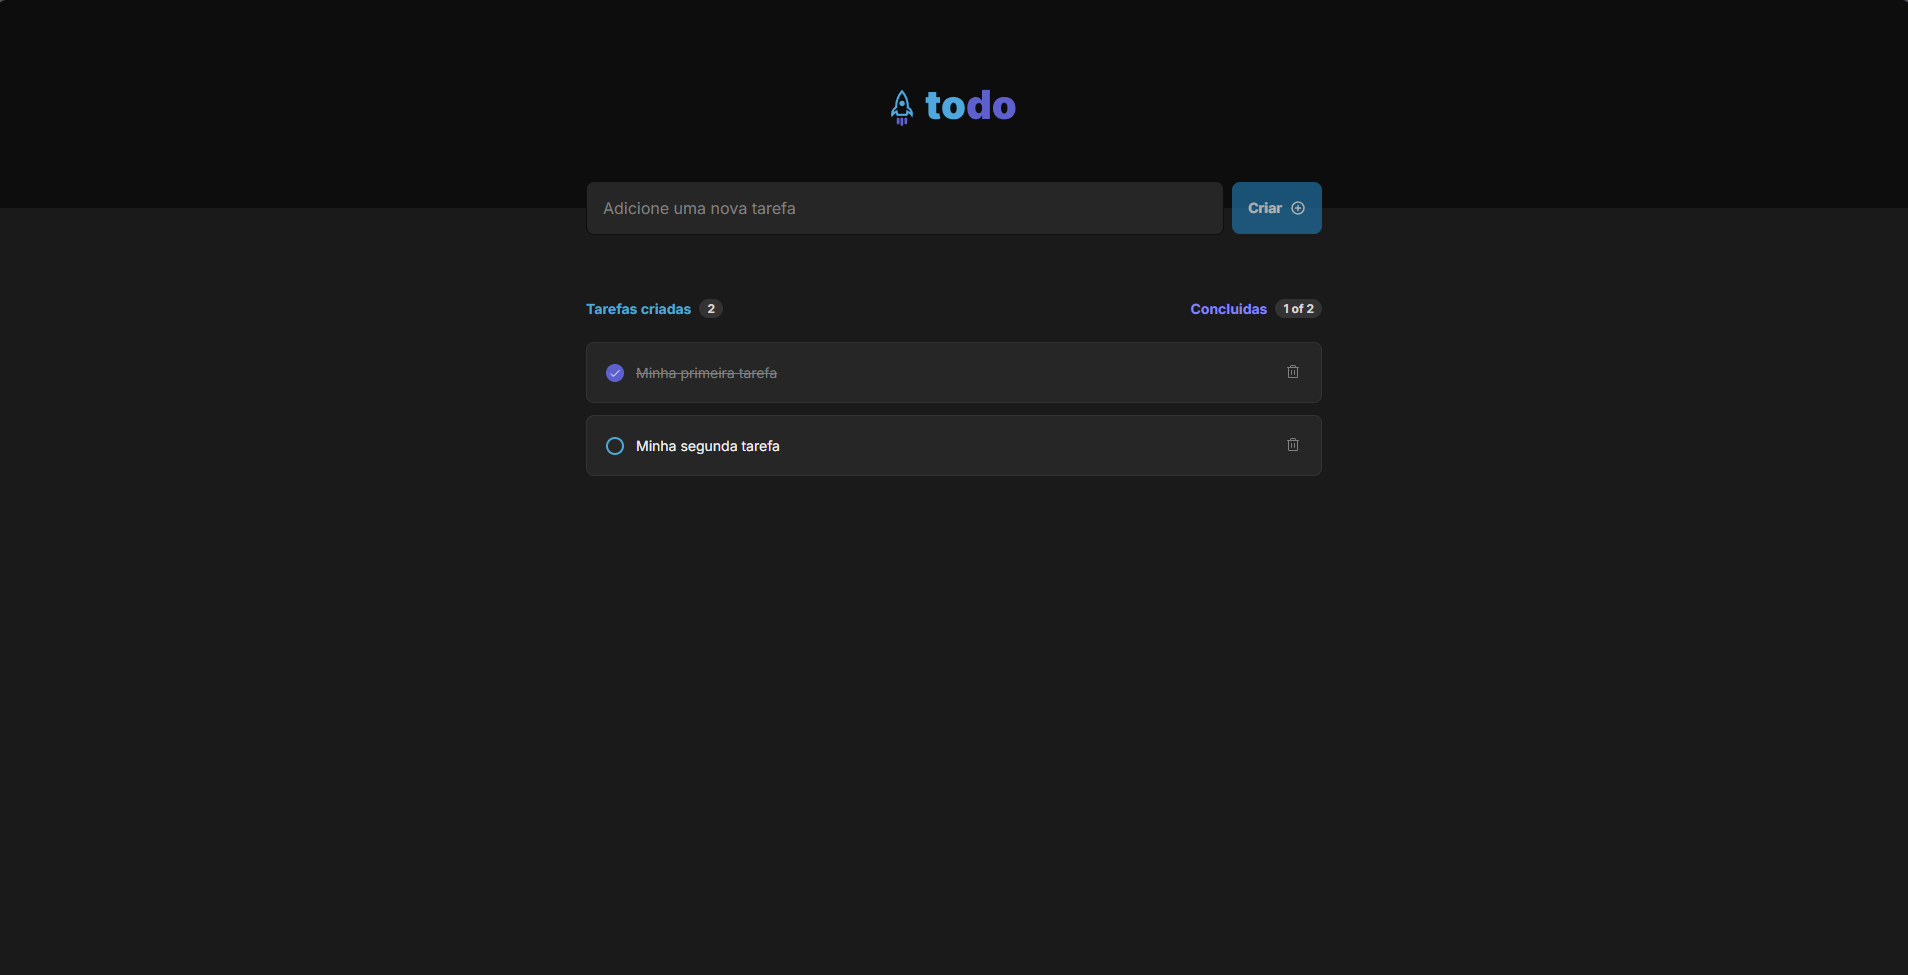 todo
Adicione uma nova tarefa
Criar
Tarefas criadas 2
Concluidas 1 of 2
Minha primeira tarefa
Minha segunda tarefa